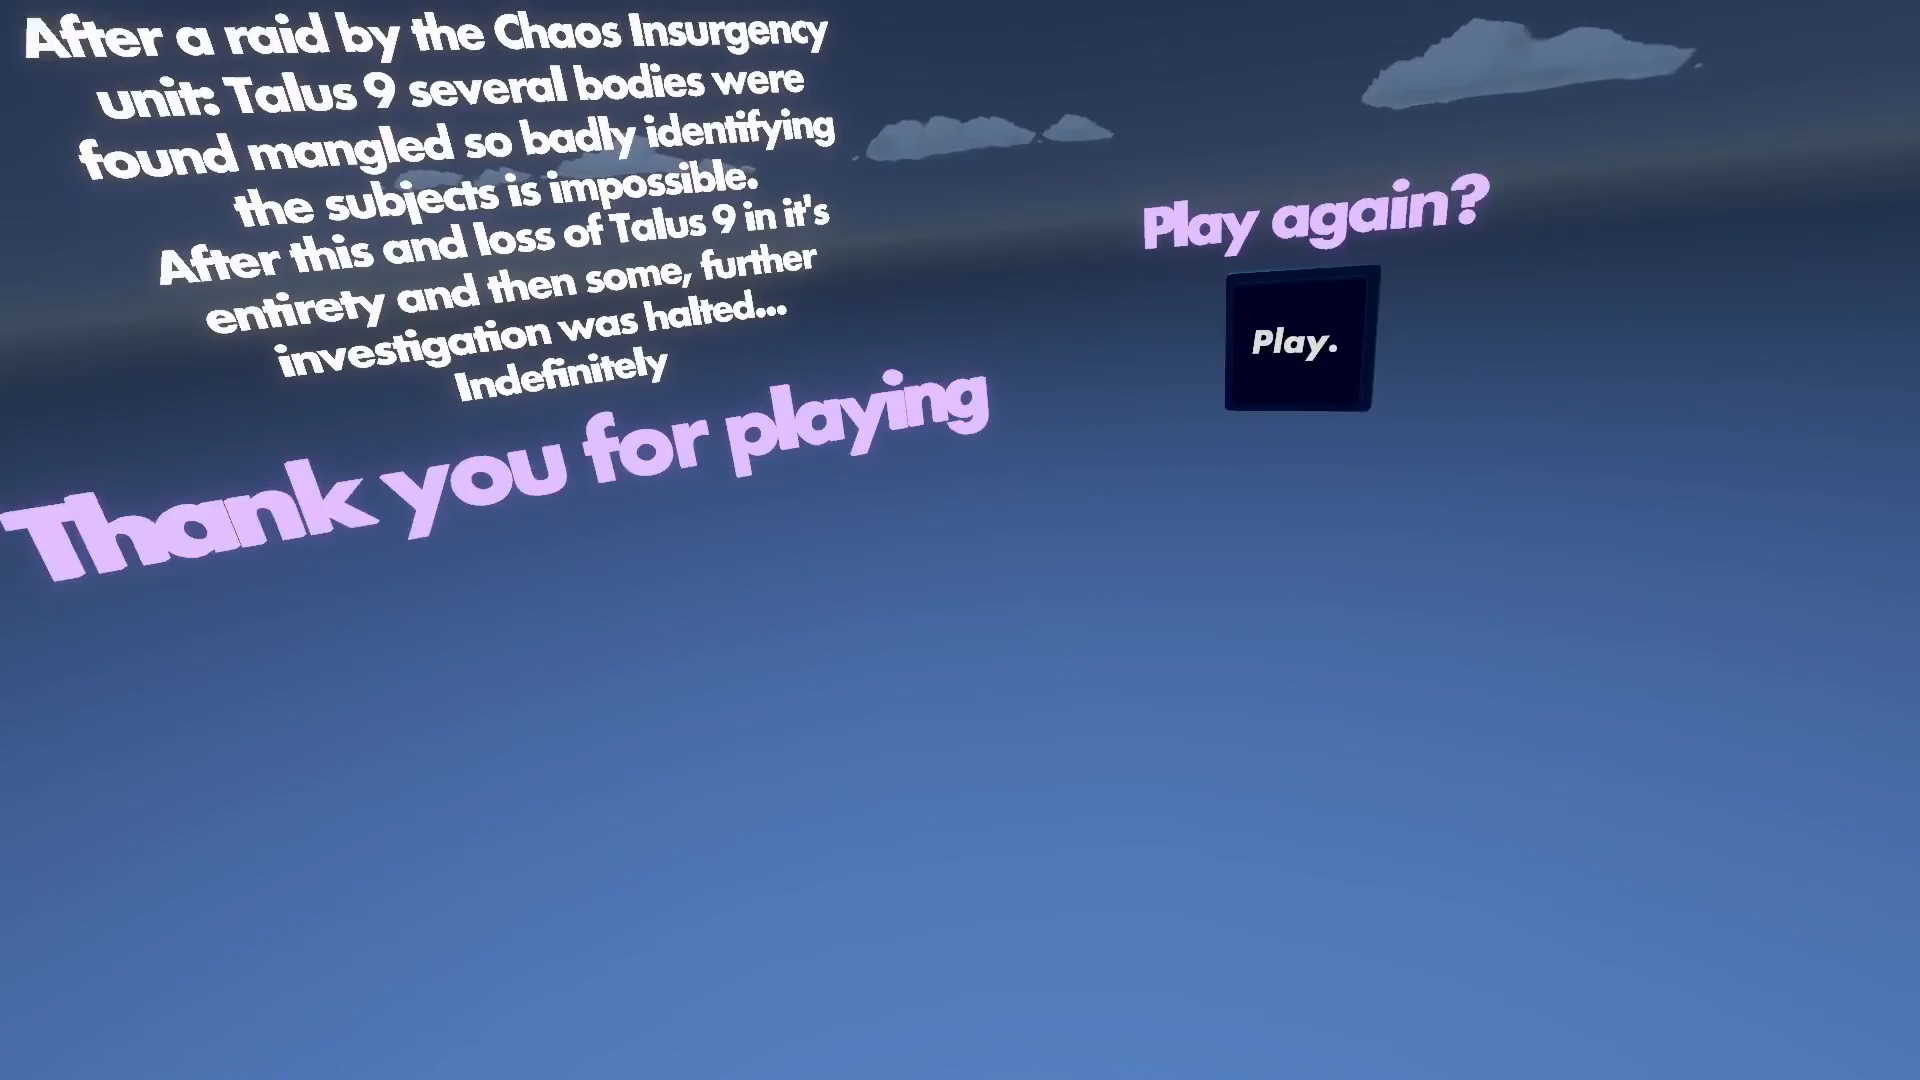 After a raid by the Chaos Insurgency
unit: Talus 9 several bodies were
found mangled so badly identifying
the subjects is impossible.
After this and loss of Talus 9 in it's
entirety and then some, further
investigation was halted...
Indefinitely
Thank you for playing
Play again?
Play.